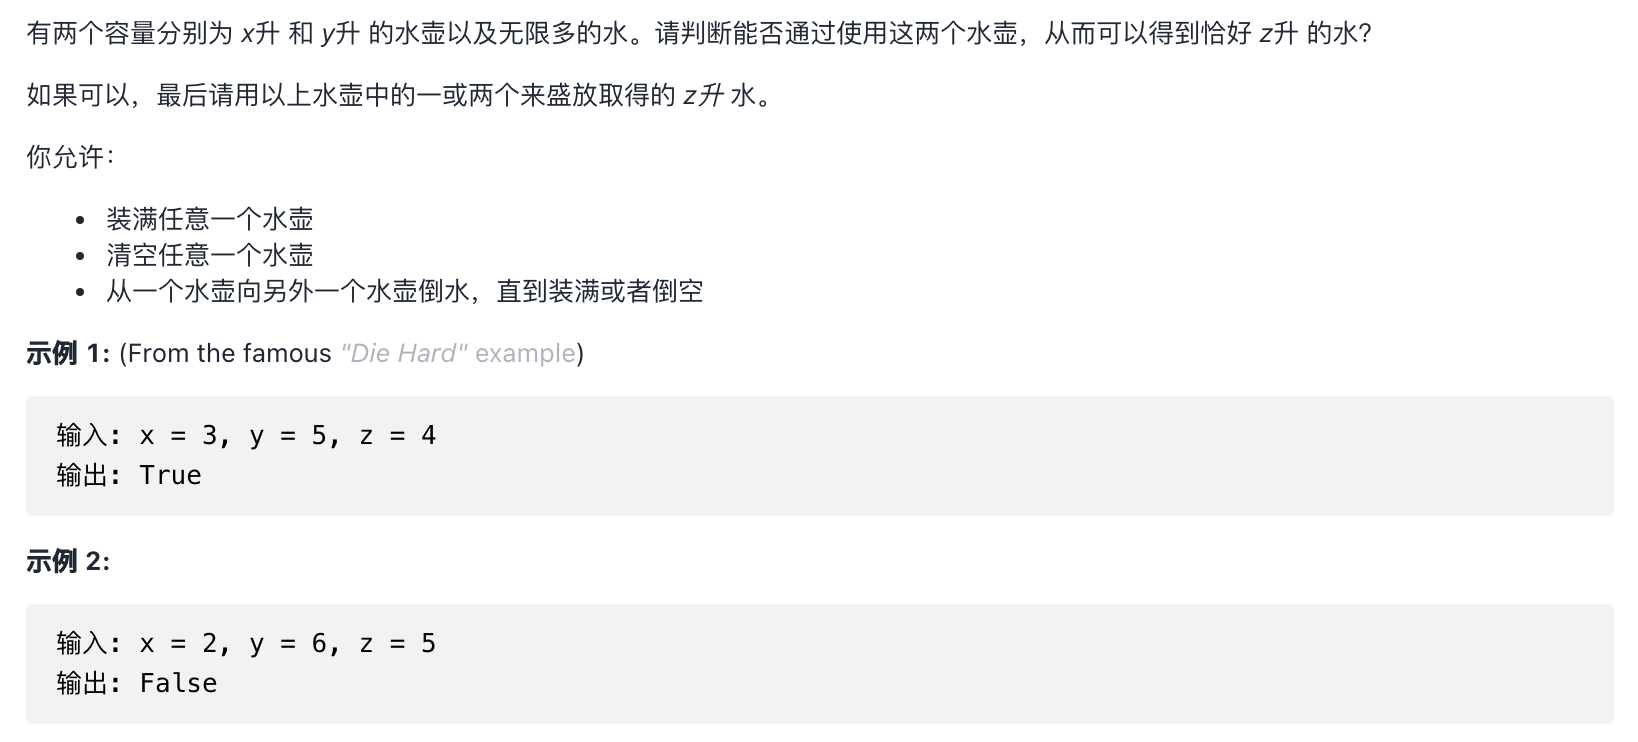 有两个容量分别为 x升 和 y升 的水壶以及无限多的水。请判断能否通过使用这两个水壶，从而可以得到恰好 z升 的水?
如果可以，最后请用以上水壶中的一或两个来盛放取得的 z升 水。
你允许：
• 装满任意一个水壶
• 清空任意一个水壶
• 从一个水壶向另外一个水壶倒水，直到装满或者倒空
示例 1: (From the famous "Die Hard" example)
输入: x = 3, y = 5, z = 4
输出: True
示例 2:
输入: x = 2, y = 6, z = 5
输出: False